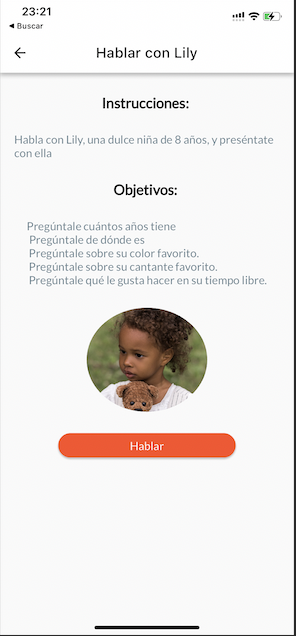 23:21
◀ Buscar
Hablar con Lily
Instrucciones:
Habla con Lily, una dulce niña de 8 años, y preséntate
con ella
Objetivos:
Pregúntale cuántos años tiene
Pregúntale de dónde es
Pregúntale sobre su color favorito.
Pregúntale sobre su cantante favorito.
Pregúntale qué le gusta hacer en su tiempo libre.
Hablar